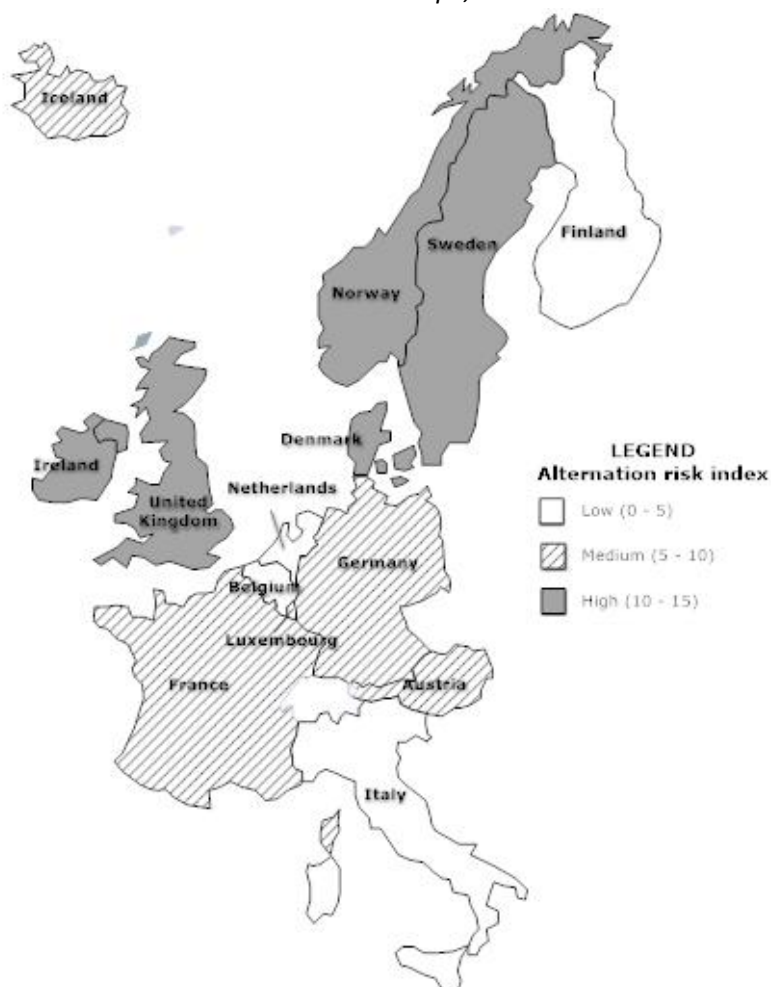 Iceland
Finland
Sweden
Norway
Denmark
Ireland
Netherlands
United
Kingdom
Germany
Belgium
Luxembourg
France
Austria
Italy
LEGEND
Alternation risk index
Low (0 - 5)
Medium (5 - 10)
High (10 - 15)